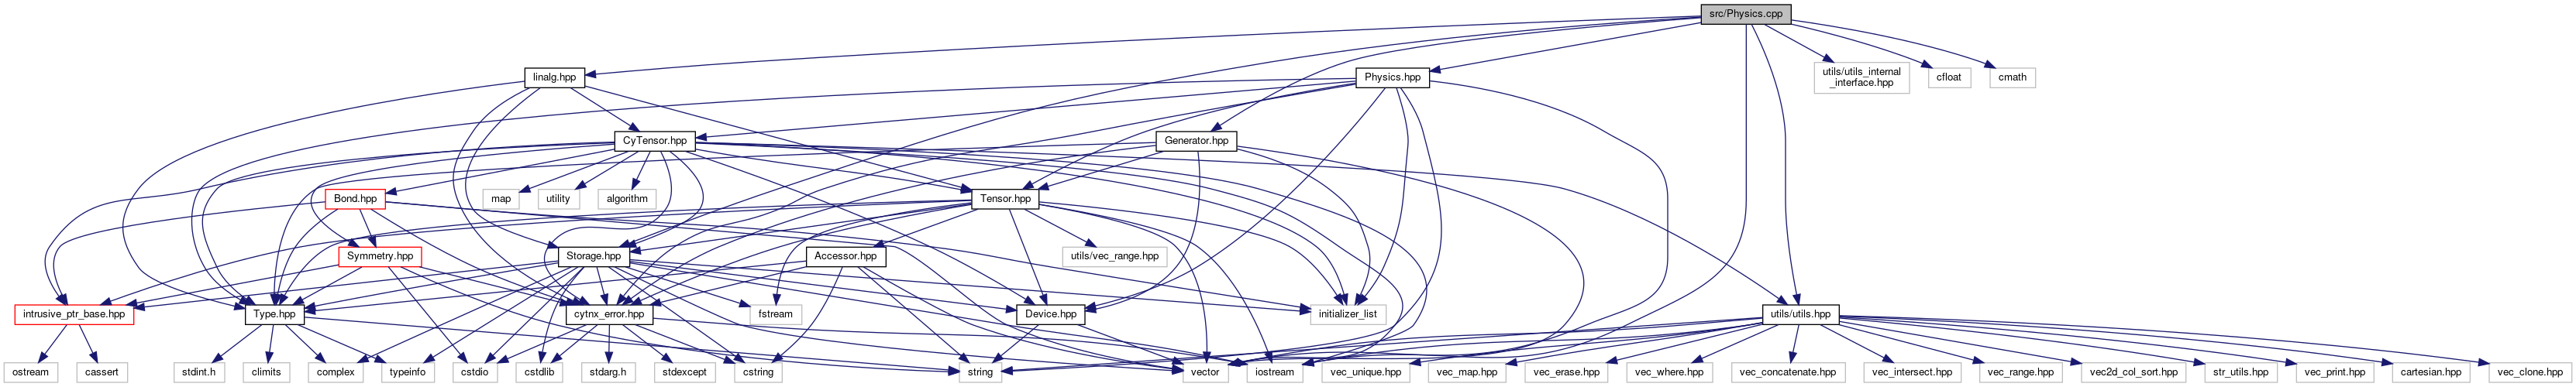 src/Physics.cpp
linalg.hpp
Physics.hpp
utils/utils_internal
_interface.hpp
cfloat
cmath
CyTensor.hpp
Generator.hpp
Bond.hpp
map
utility
algorithm
Tensor.hpp
Symmetry.hpp
Storage.hpp
Accessor.hpp
utils/vec_range.hpp
intrusive_ptr_base.hpp
Type.hpp
cytnx_error.hpp
fstream
Device.hpp
initializer_list
utils/utils.hpp
ostream
cassert
stdint.h
climits
complex
typeinfo
cstdio
cstdlib
stdarg.h
stdexcept
cstring
string
vector
iostream
vec_unique.hpp
vec_map.hpp
vec_erase.hpp
vec_where.hpp
vec_concatenate.hpp
vec_intersect.hpp
vec_range.hpp
vec2d_col_sort.hpp
str_utils.hpp
vec_print.hpp
cartesian.hpp
vec_clone.hpp